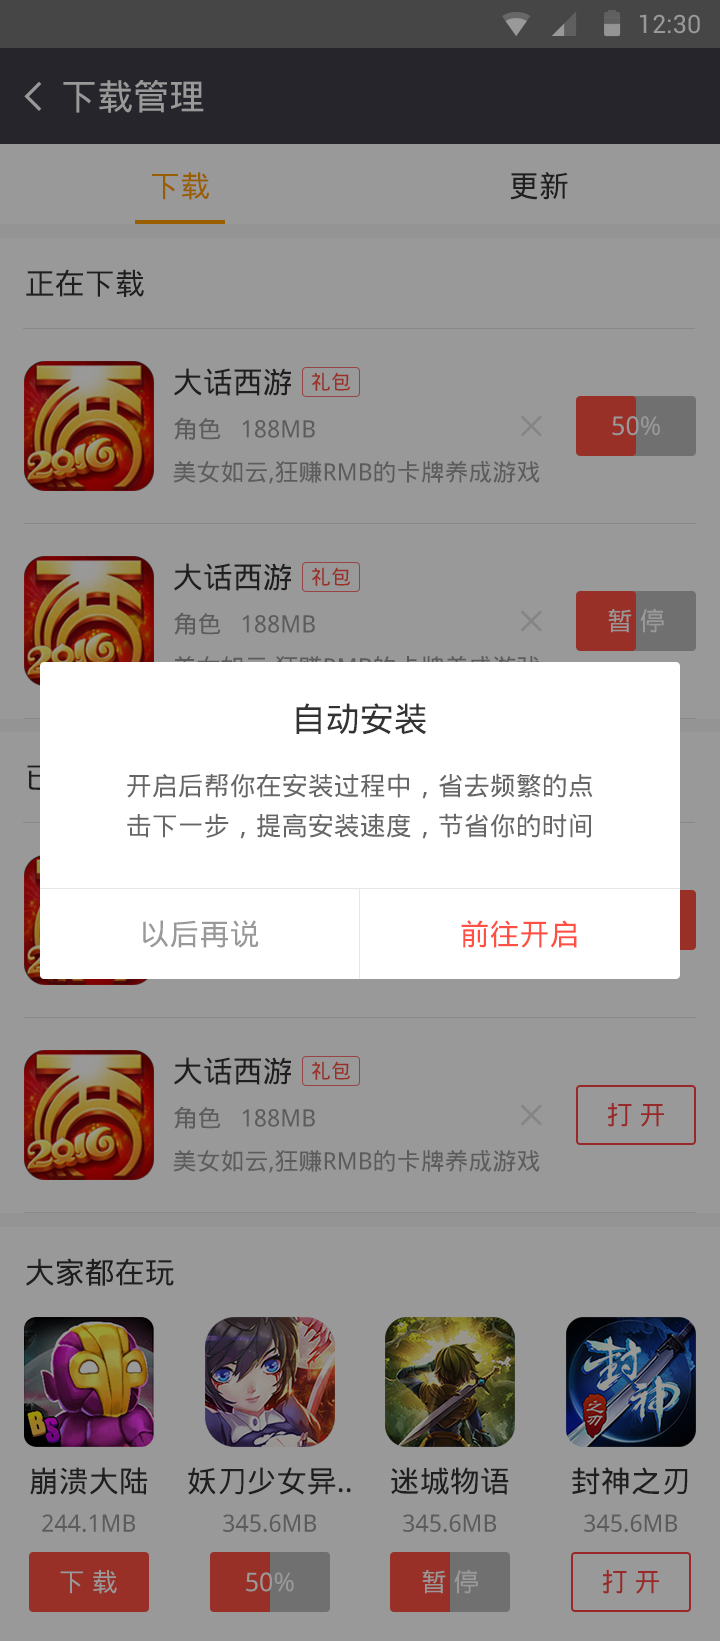 12:30
下载管理
下载
更新
正在下载
大话西游 礼包
角色 188MB
50%
美女如云,狂赚RMB的卡牌养成游戏
大话西游 礼包
角色 188MB
暂停
自动安装
开启后帮你在安装过程中，省去频繁的点
击下一步，提高安装速度，节省你的时间
以后再说
前往开启
大话西游 礼包
角色 188MB
打开
美女如云,狂赚RMB的卡牌养成游戏
大家都在玩
崩溃大陆
妖刀少女异..
迷城物语
封神之刃
244.1MB
345.6MB
345.6MB
345.6MB
下载
50%
暂停
打开